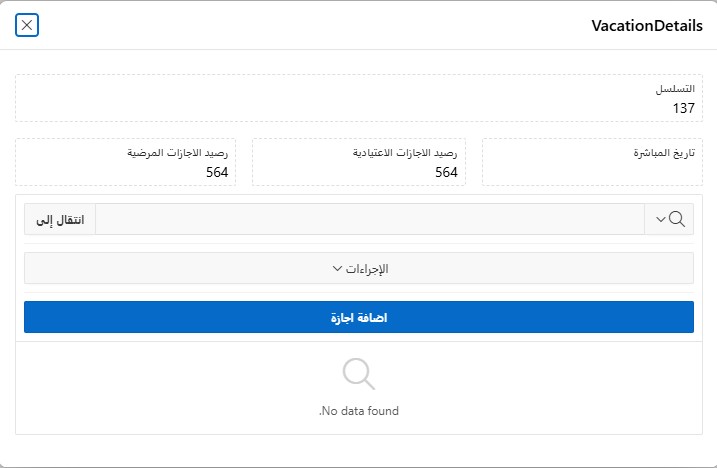 VacationDetails
التسلسل
137
تاريخ المباشرة
رصيد الاجازات الاعتيادية
564
رصيد الاجازات المرضية
564
انتقال إلى
الإجراءات
اضافة اجازة
No data found.